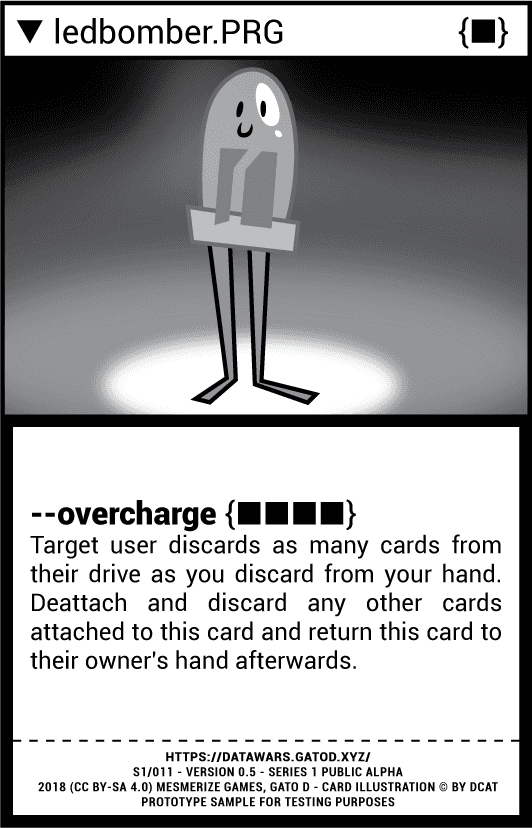 ▼ ledbomber.PRG {■}
--overcharge {■■■■}
Target user discards as many cards from
their drive as you discard from your hand.
Deattach and discard any other cards
attached to this card and return this card to
their owner's hand afterwards.
HTTPS://DATAWARS.GATOD.XYZ/
S1/011 - VERSION 0.5 - SERIES 1 PUBLIC ALPHA
2018 (CC BY-SA 4.0) MESMERIZE GAMES, GATO D - CARD ILLUSTRATION © BY DCAT
PROTOTYPE SAMPLE FOR TESTING PURPOSES